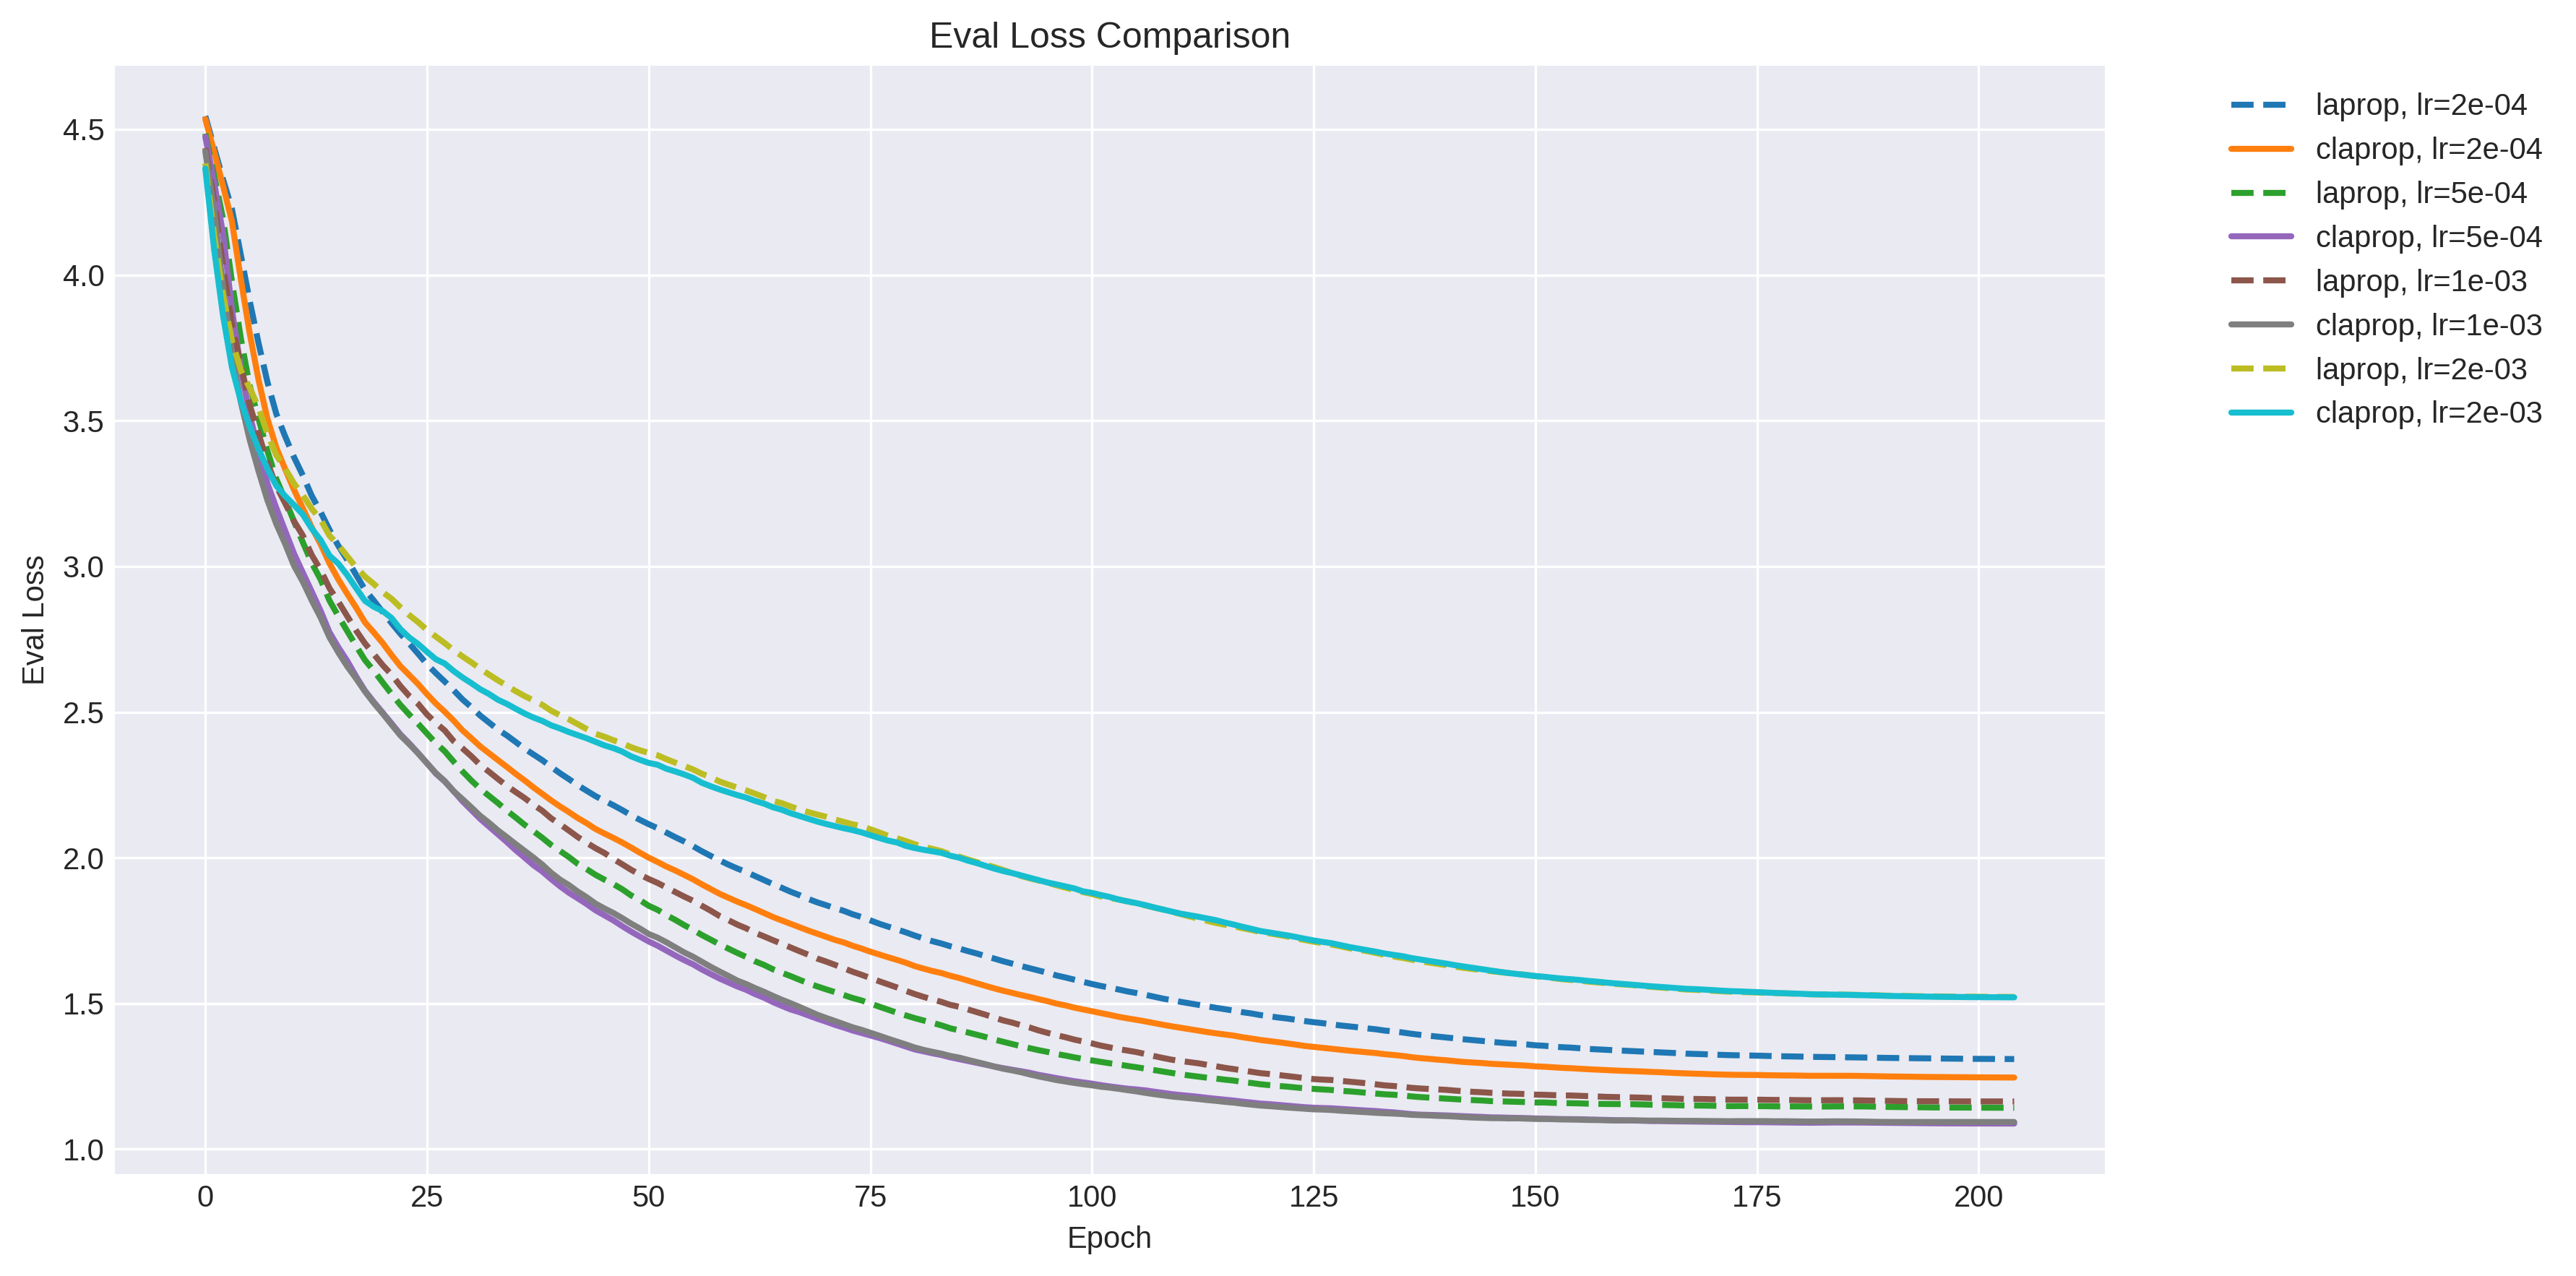 Eval Loss Comparison
4.5
4.0
3.5
3.0
2.5
2.0
1.5
1.0
Eval Loss
0 25 50 75 100 125 150 175 200
Epoch
laprop, lr=2e-04
claprop, lr=2e-04
laprop, lr=5e-04
claprop, lr=5e-04
laprop, lr=1e-03
claprop, lr=1e-03
laprop, lr=2e-03
claprop, lr=2e-03